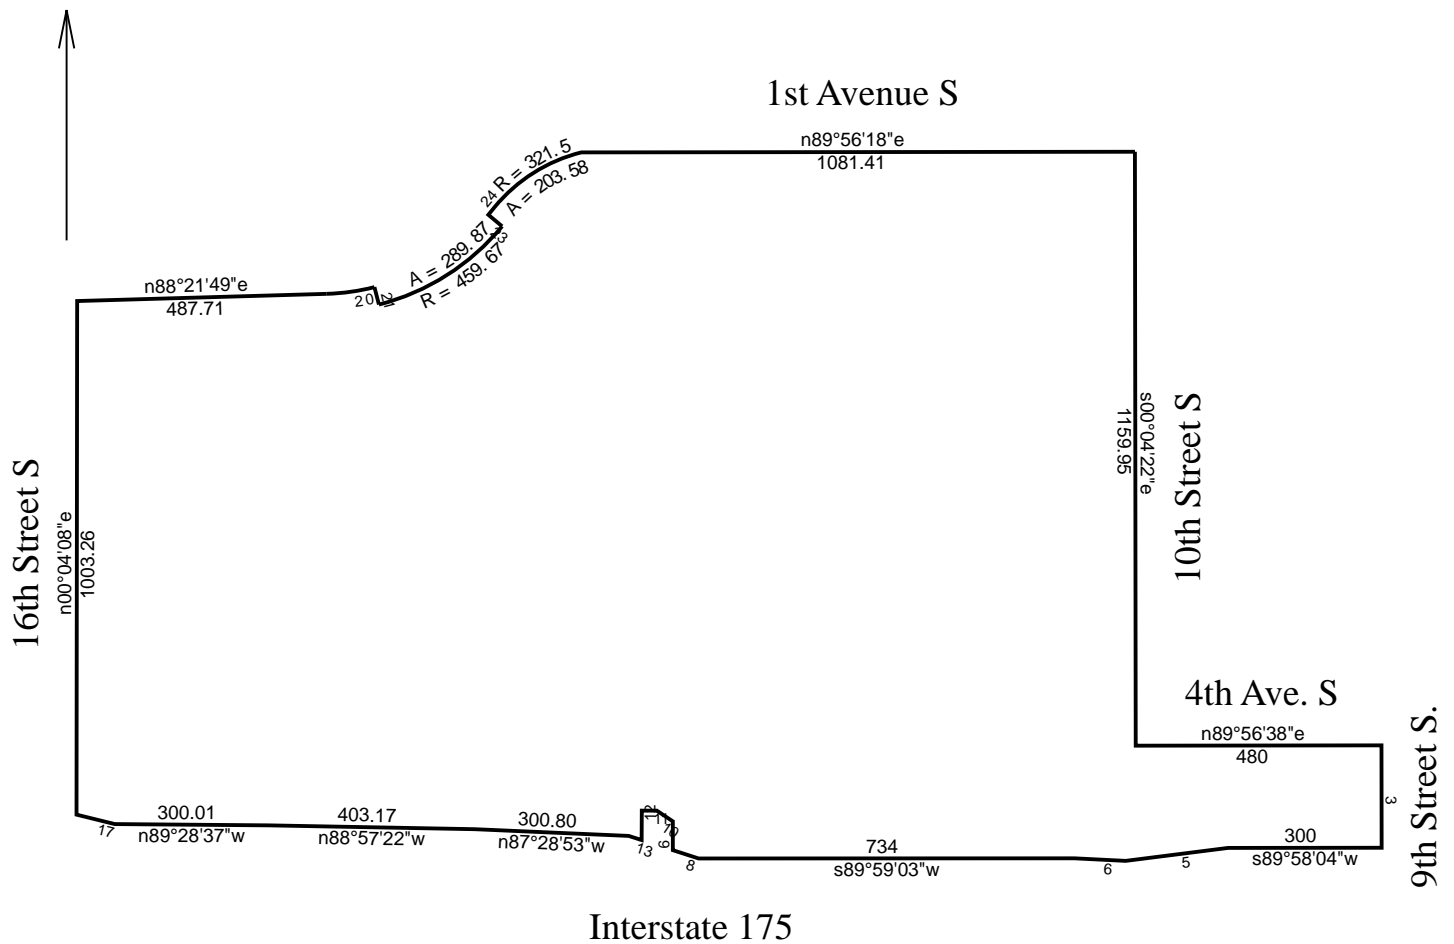 1st Avenue S
n89°56'18"e
1081.41
24
R = 321.5
A = 203.58
A = 289.87
R = 459.67
n88°21'49"e
487.71
20
21
s00°04'22"e
1159.95
10th Street S
16th Street S
n00°04'08"e
1003.26
4th Ave. S
n89°56'38"e
480
3
9th Street S.
17
300.01
n89°28'37"w
403.17
n88°57'22"w
300.80
n87°28'53"w
13
12
11
10
9
8
734
s89°59'03"w
6
5
300
s89°58'04"w
Interstate 175